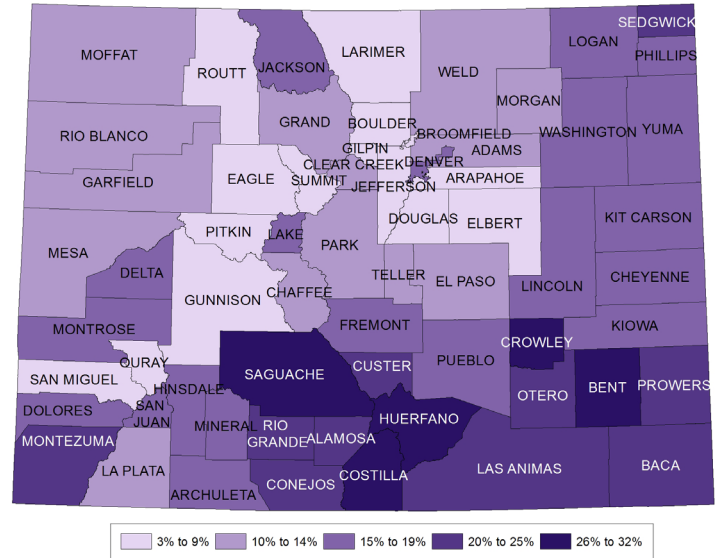 SEDGWICK
MOFFAT
ROUTT
JACKSON
LARIMER
LOGAN
PHILLIPS
WELD
MORGAN
RIO BLANCO
GRAND
BOULDER
BROOMFIELD
WASHINGTON
YUMA
GILPIN
ADAMS
CLEAR CREEK
DENVER
GARFIELD
EAGLE
SUMMIT
JEFFERSON
ARAPAHOE
DOUGLAS
ELBERT
KIT CARSON
PITKIN
LAKE
MESA
PARK
DELTA
TELLER
EL PASO
LINCOLN
CHEYENNE
GUNNISON
CHAFFEE
MONTROSE
FREMONT
KIOWA
CROWLEY
OURAY
PUEBLO
SAN MIGUEL
SAGUACHE
CUSTER
HINSDALE
OTERO
BENT
PROWERS
DOLORES
SAN
JUAN
HUERFANO
MINERAL
RIO
GRANDE
ALAMOSA
MONTEZUMA
LA PLATA
COSTILLA
LAS ANIMAS
BACA
ARCHULETA
CONEJOS
3% to 9% 10% to 14% 15% to 19% 20% to 25% 26% to 32%